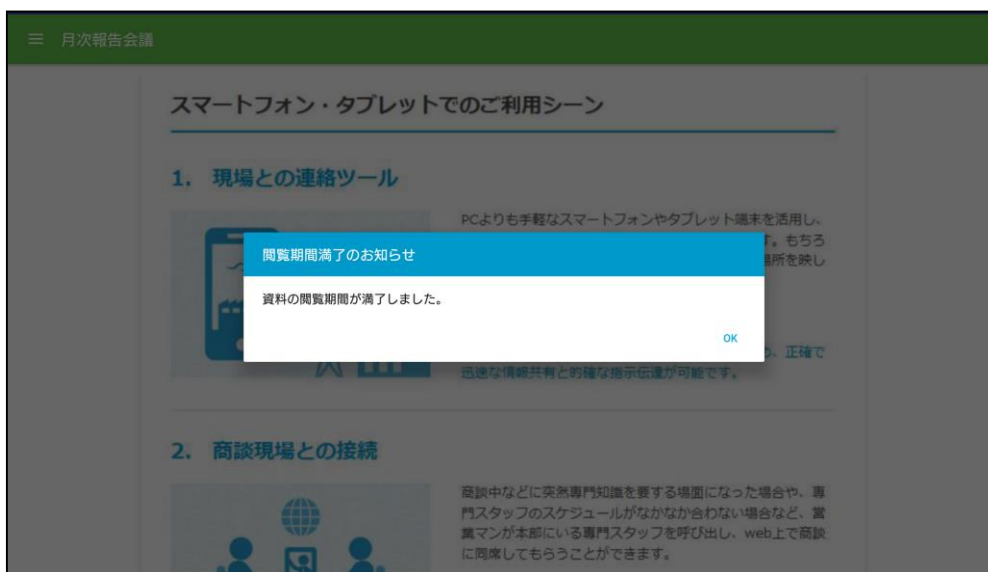 月次報告会議
スマートフォン・タブレットでのご利用シーン
1. 現場との連絡ツール
PCよりも手軽なスマートフォンやタブレット端末を活用し、
す。もちろ
場所を映し
閲覧期間満了のお知らせ
資料の閲覧期間が満了しました。
OK
、正確で
迅速な情報共有と的確な指示伝達が可能です。
2. 商談現場との接続
商談中などに突然専門知識を要する場面になった場合や、専
門スタッフのスケジュールがなかなか合わない場合など、営
業マンが本部にいる専門スタッフを呼び出し、web上で商談
に同席してもらうことができます。